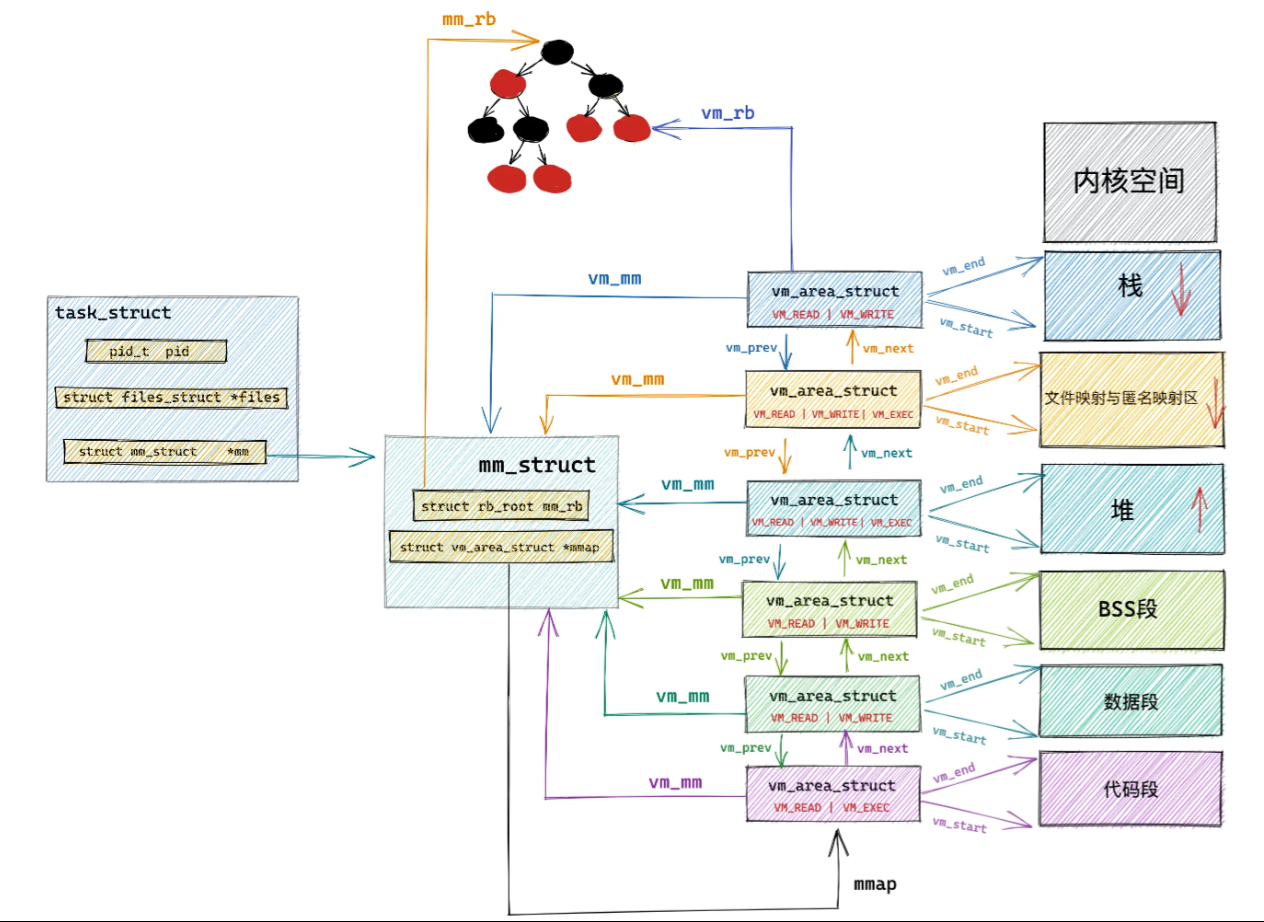 mm_rb
vm_rb
内核空间
vm_mm
vm_area_struct
VM_READ | VM_WRITE
vm_end
vm_start
栈
task_struct
pid_t pid
struct files_struct *files
struct mm_struct *mm
vm_prev
vm_next
vm_mm
vm_area_struct
VM_READ | VM_WRITE| VM_EXEC
vm_end
vm_start
文件映射与匿名映射区
mm_struct
struct rb_root mm_rb
struct vm_area_struct *mmap
vm_prev
vm_next
vm_mm
vm_area_struct
VM_READ | VM_WRITE| VM_EXEC
vm_end
vm_start
堆
vm_prev
vm_next
vm_mm
vm_area_struct
VM_READ | VM_WRITE
vm_end
vm_start
BSS段
vm_prev
vm_next
vm_mm
vm_area_struct
VM_READ | VM_WRITE
vm_end
vm_start
数据段
vm_prev
vm_next
vm_mm
vm_area_struct
VM_READ | VM_EXEC
vm_end
vm_start
代码段
mmap